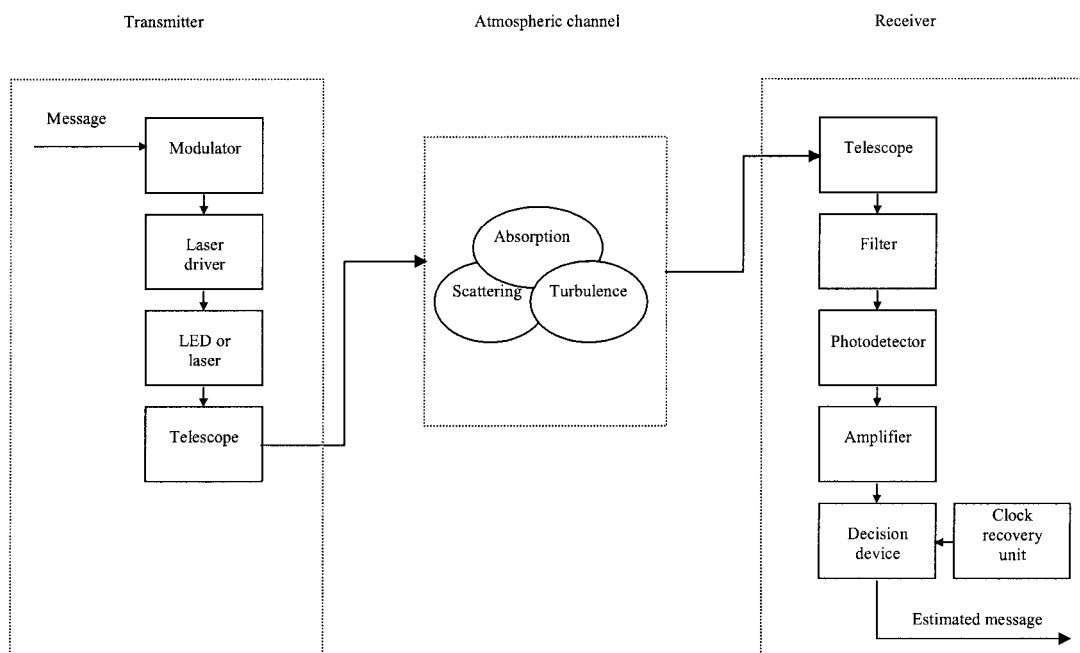 Transmitter
Atmospheric channel
Receiver
Message
Modulator
Laser
driver
LED or
laser
Telescope
Absorption
Scattering
Turbulence
Telescope
Filter
Photodetector
Amplifier
Decision
device
Clock
recovery
unit
Estimated message